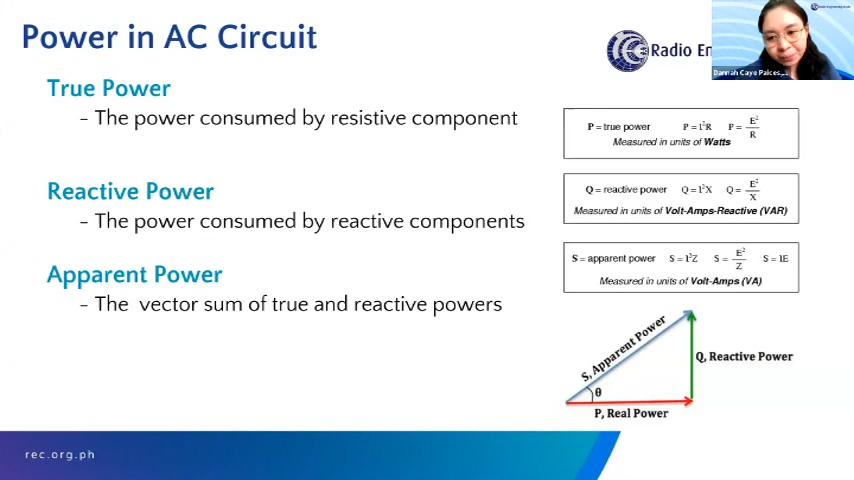 Power in AC Circuit
Radio En
Dannah Caye Palces...
True Power
- The power consumed by resistive component
Reactive Power
- The power consumed by reactive components
Apparent Power
- The vector sum of true and reactive powers
P = true power P = I²R P = E²/R
Measured in units of Watts
Q = reactive power Q = I²X Q = E²/X
Measured in units of Volt-Amps-Reactive (VAR)
S = apparent power S = I²Z S = E²/Z S = IE
Measured in units of Volt-Amps (VA)
S, Apparent Power
Q, Reactive Power
θ
P, Real Power
rec.org.ph